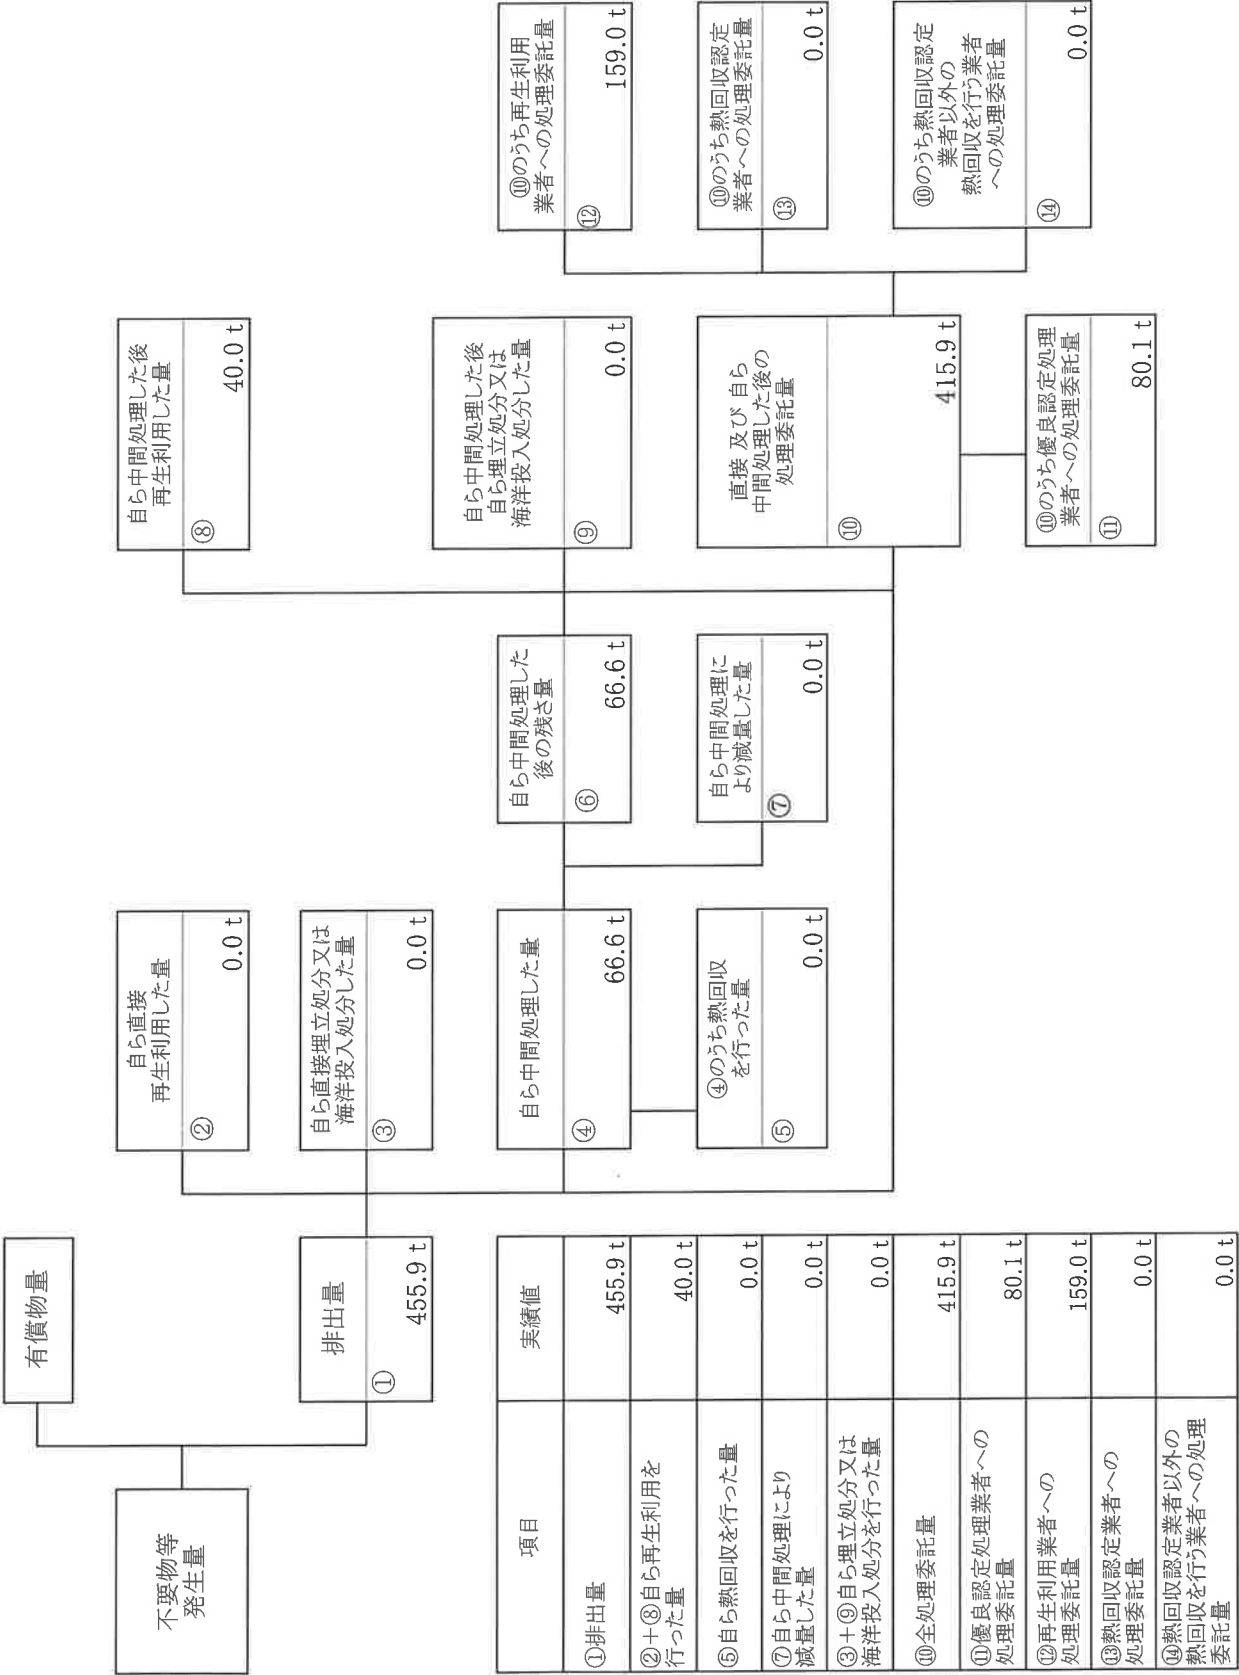 不要物等
発生量
有償物量
排出量
①
455.9 t
自ら直接
再生利用した量
②
0.0 t
自ら直接埋立処分又は
海洋投入処分した量
③
0.0 t
自ら中間処理した量
④
66.6 t
④のうち熱回収
を行った量
⑤
0.0 t
自ら中間処理した
後の残さ量
⑥
66.6 t
自ら中間処理に
より減量した量
⑦
0.0 t
自ら中間処理した後
再生利用した量
⑧
40.0 t
自ら中間処理した後
自ら埋立処分又は
海洋投入処分した量
⑨
0.0 t
直接 及び 自ら
中間処理した後の
処理委託量
⑩
415.9 t
⑩のうち優良認定処理
業者への処理委託量
⑪
80.1 t
⑩のうち再生利用
業者への処理委託量
⑫
159.0 t
⑩のうち熱回収認定
業者への処理委託量
⑬
0.0 t
⑩のうち熱回収認定
業者以外の
熱回収を行う業者
への処理委託量
⑭
0.0 t
項目 実績値
①排出量 455.9 t
②＋⑧自ら再生利用を
行った量 40.0 t
⑤自ら熱回収を行った量 0.0 t
⑦自ら中間処理により
減量した量 0.0 t
③＋⑨自ら埋立処分又は
海洋投入処分を行った量 0.0 t
⑩全処理委託量 415.9 t
⑪優良認定処理業者への
処理委託量 80.1 t
⑫再生利用業者への
処理委託量 159.0 t
⑬熱回収認定業者への
処理委託量 0.0 t
⑭熱回収認定業者以外の
熱回収を行う業者への処理
委託量 0.0 t